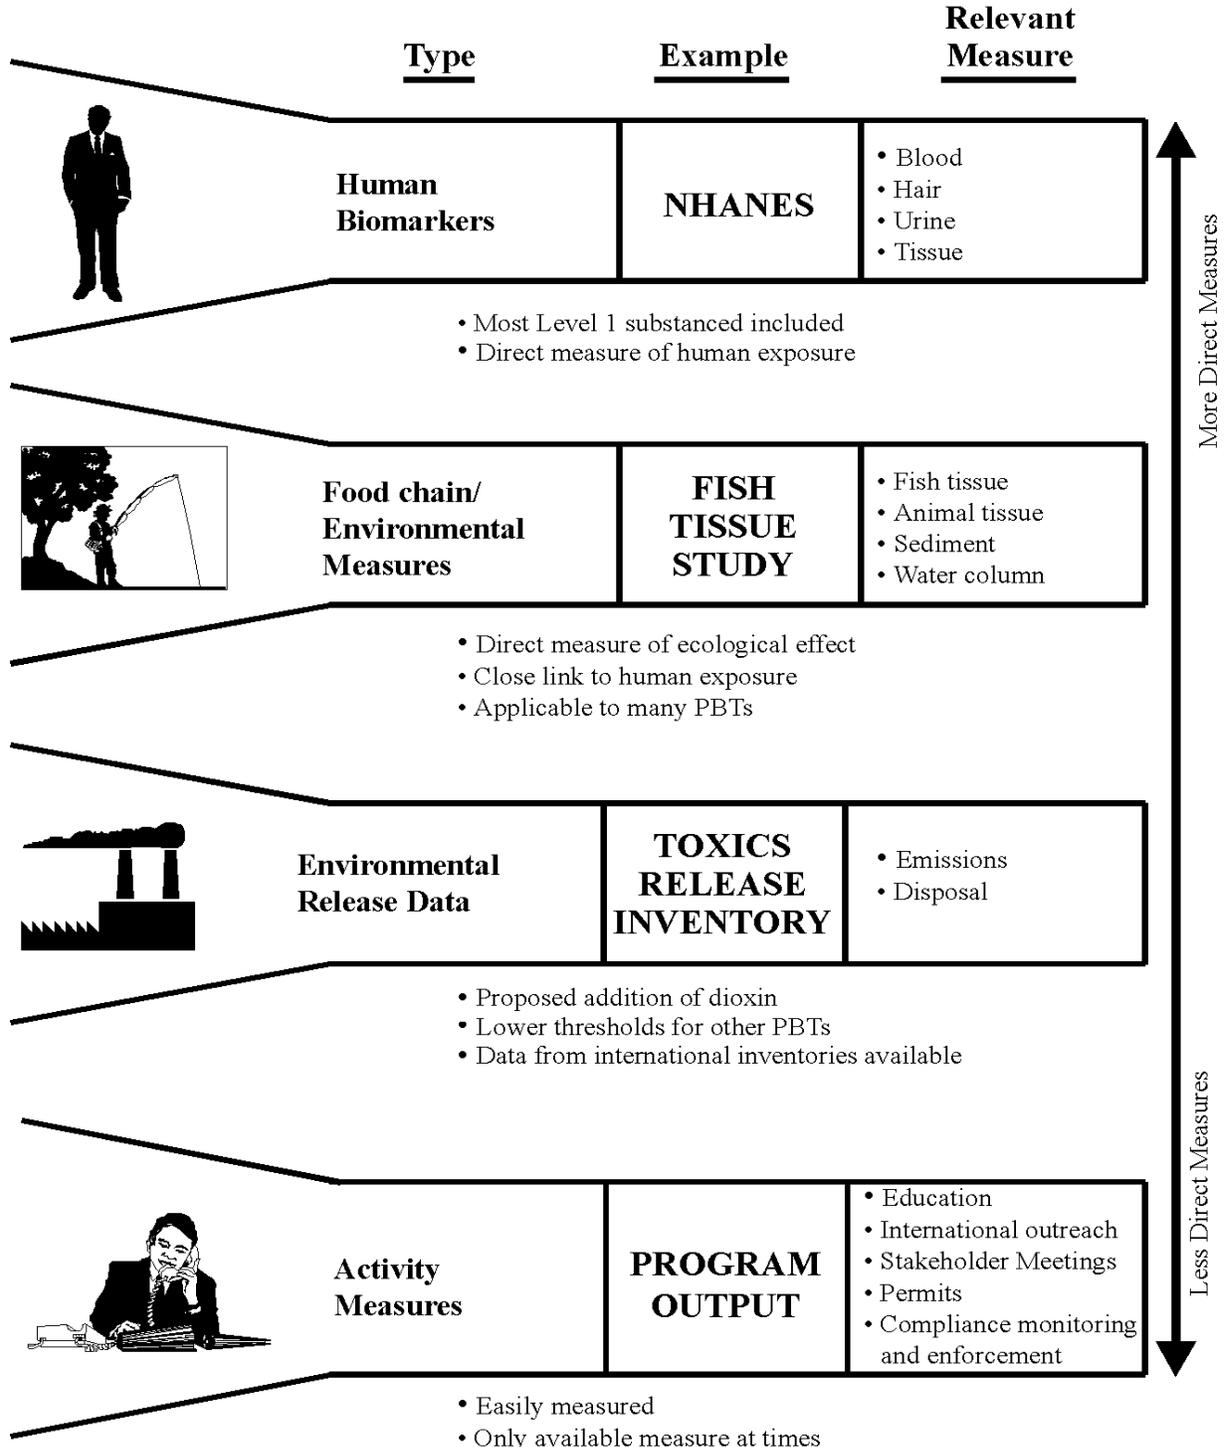 Type
Example
Relevant
Measure
Human
Biomarkers
NHANES
• Blood
• Hair
• Urine
• Tissue
• Most Level 1 substanced included
• Direct measure of human exposure
More Direct Measures
Food chain/
Environmental
Measures
FISH
TISSUE
STUDY
• Fish tissue
• Animal tissue
• Sediment
• Water column
• Direct measure of ecological effect
• Close link to human exposure
• Applicable to many PBTs
Environmental
Release Data
TOXICS
RELEASE
INVENTORY
• Emissions
• Disposal
• Proposed addition of dioxin
• Lower thresholds for other PBTs
• Data from international inventories available
Less Direct Measures
Activity
Measures
PROGRAM
OUTPUT
• Education
• International outreach
• Stakeholder Meetings
• Permits
• Compliance monitoring
and enforcement
• Easily measured
• Only available measure at times